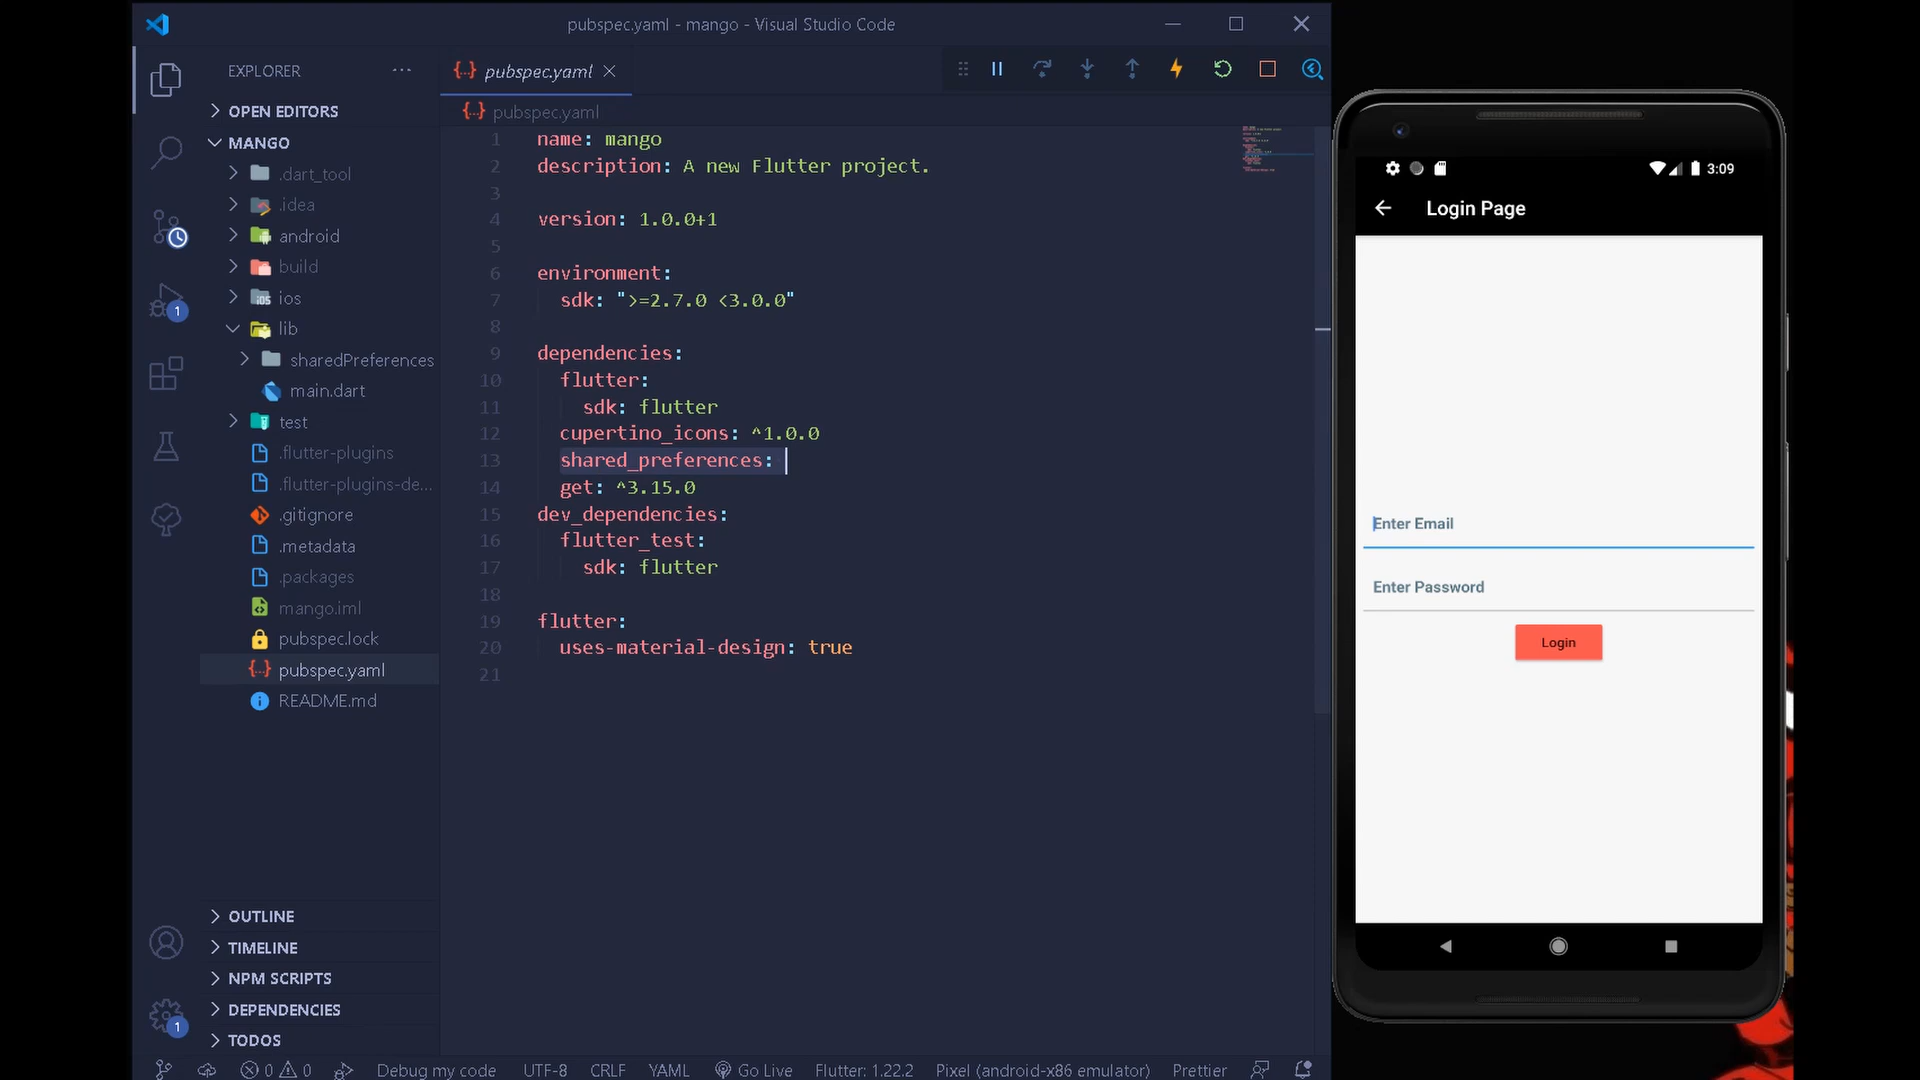 pubspec.yaml - mango - Visual Studio Code
EXPLORER
OPEN EDITORS
MANGO
.dart_tool
.idea
android
build
ios
lib
sharedPreferences
main.dart
test
.flutter-plugins
.flutter-plugins-de...
.gitignore
.metadata
.packages
mango.iml
pubspec.lock
pubspec.yaml
README.md
OUTLINE
TIMELINE
NPM SCRIPTS
DEPENDENCIES
TODOS
1
1
pubspec.yaml
pubspec.yaml
1 name: mango
2 description: A new Flutter project.
3
4 version: 1.0.0+1
5
6 environment:
7 sdk: ">=2.7.0 <3.0.0"
8
9 dependencies:
10 flutter:
11 sdk: flutter
12 cupertino_icons: ^1.0.0
13 shared_preferences:
14 get: ^3.15.0
15 dev_dependencies:
16 flutter_test:
17 sdk: flutter
18
19 flutter:
20 uses-material-design: true
21
0 0 Debug my code UTF-8 CRLF YAML Go Live Flutter: 1.22.2 Pixel (android-x86 emulator) Prettier
3:09
Login Page
Enter Email
Enter Password
Login